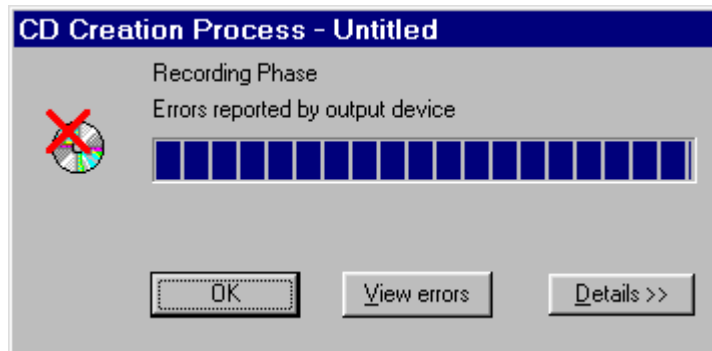 CD Creation Process - Untitled
Recording Phase
Errors reported by output device
OK
View errors
Details >>